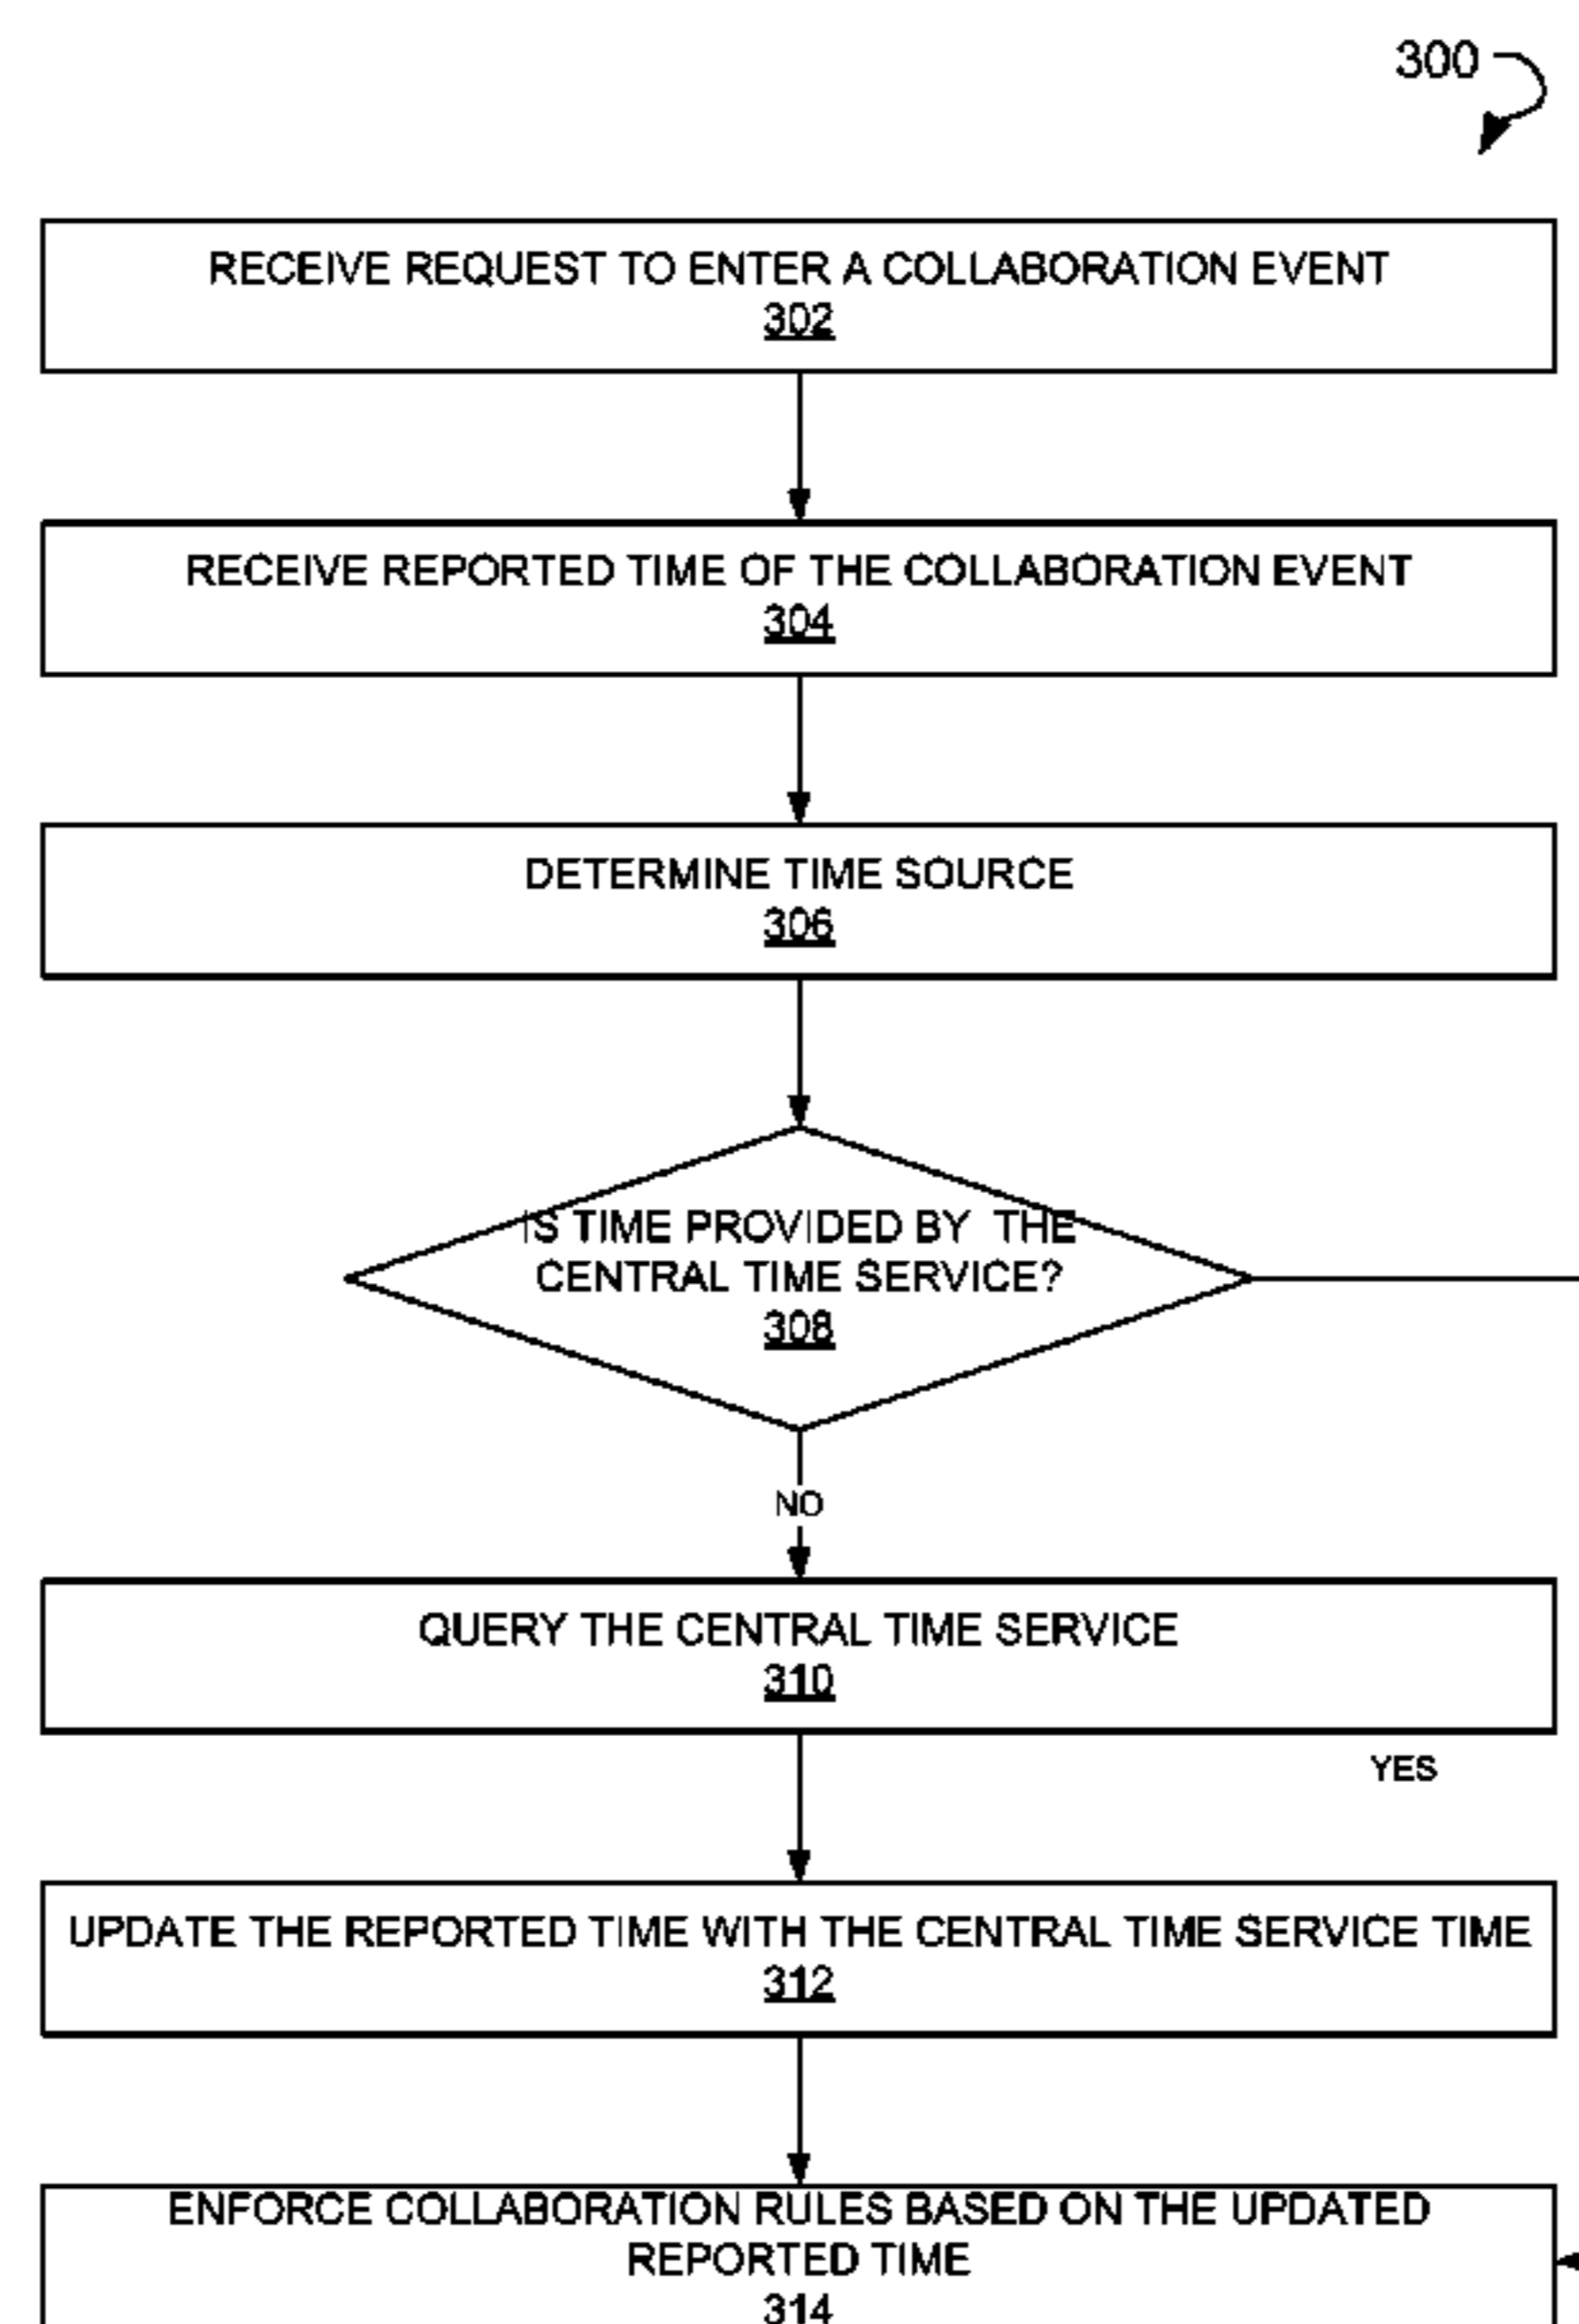 300
RECEIVE REQUEST TO ENTER A COLLABORATION EVENT
302
RECEIVE REPORTED TIME OF THE COLLABORATION EVENT
304
DETERMINE TIME SOURCE
306
IS TIME PROVIDED BY THE
CENTRAL TIME SERVICE?
308
NO
QUERY THE CENTRAL TIME SERVICE
310
YES
UPDATE THE REPORTED TIME WITH THE CENTRAL TIME SERVICE TIME
312
ENFORCE COLLABORATION RULES BASED ON THE UPDATED
REPORTED TIME
314